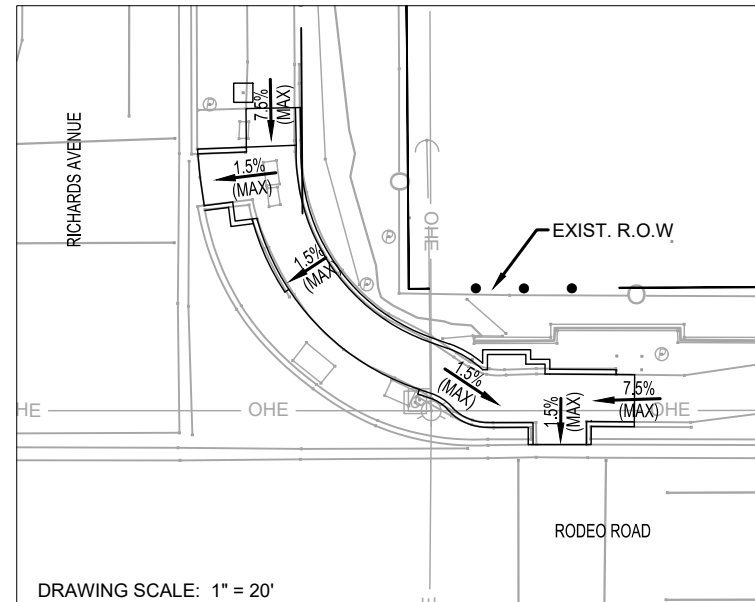 7.5%
(MAX)
RICHARDS AVENUE
1.5%
(MAX)
OHE
EXIST. R.O.W
1.5%
(MAX)
1.5%
(MAX)
7.5%
(MAX)
1.5%
(MAX)
HE
OHE
OHE
RODEO ROAD
DRAWING SCALE: 1" = 20'